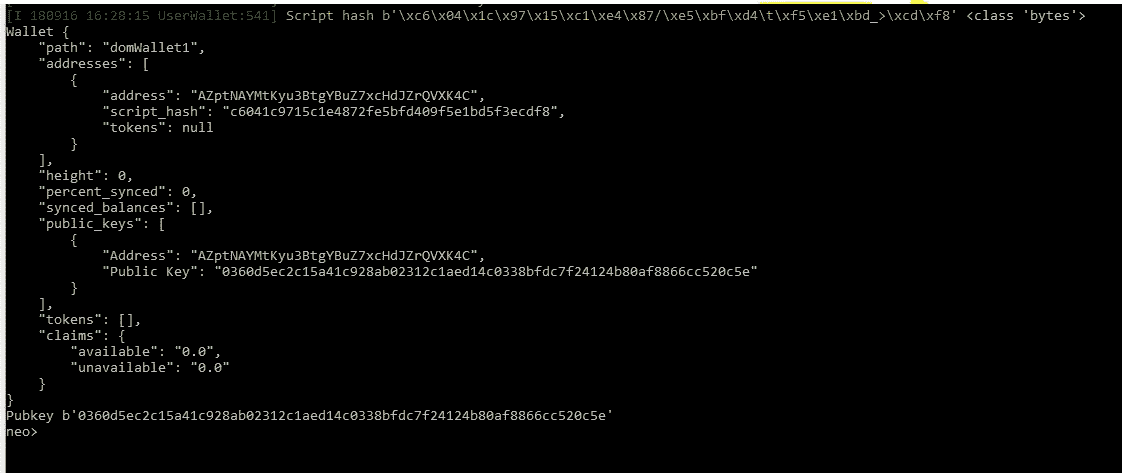 [I 180916 16:28:15 UserWallet:541] Script hash b'\xc6\x04\x1c\x97\x15\xc1\xe4\x87/\xe5\xbf\xd4\t\xf5\xe1\xbd_>\xcd\xf8' <class 'bytes'>
Wallet {
    "path": "domWallet1",
    "addresses": [
        {
            "address": "AZptNAYMtKyu3BtgYBuZ7xcHdJZrQVXK4C",
            "script_hash": "c6041c9715c1e4872fe5bfd409f5e1bd5f3ecdf8",
            "tokens": null
        }
    ],
    "height": 0,
    "percent_synced": 0,
    "synced_balances": [],
    "public_keys": [
        {
            "Address": "AZptNAYMtKyu3BtgYBuZ7xcHdJZrQVXK4C",
            "Public Key": "0360d5ec2c15a41c928ab02312c1aed14c0338bfdc7f24124b80af8866cc520c5e"
        }
    ],
    "tokens": [],
    "claims": {
        "available": "0.0",
        "unavailable": "0.0"
    }
}
Pubkey b'0360d5ec2c15a41c928ab02312c1aed14c0338bfdc7f24124b80af8866cc520c5e'
neo>